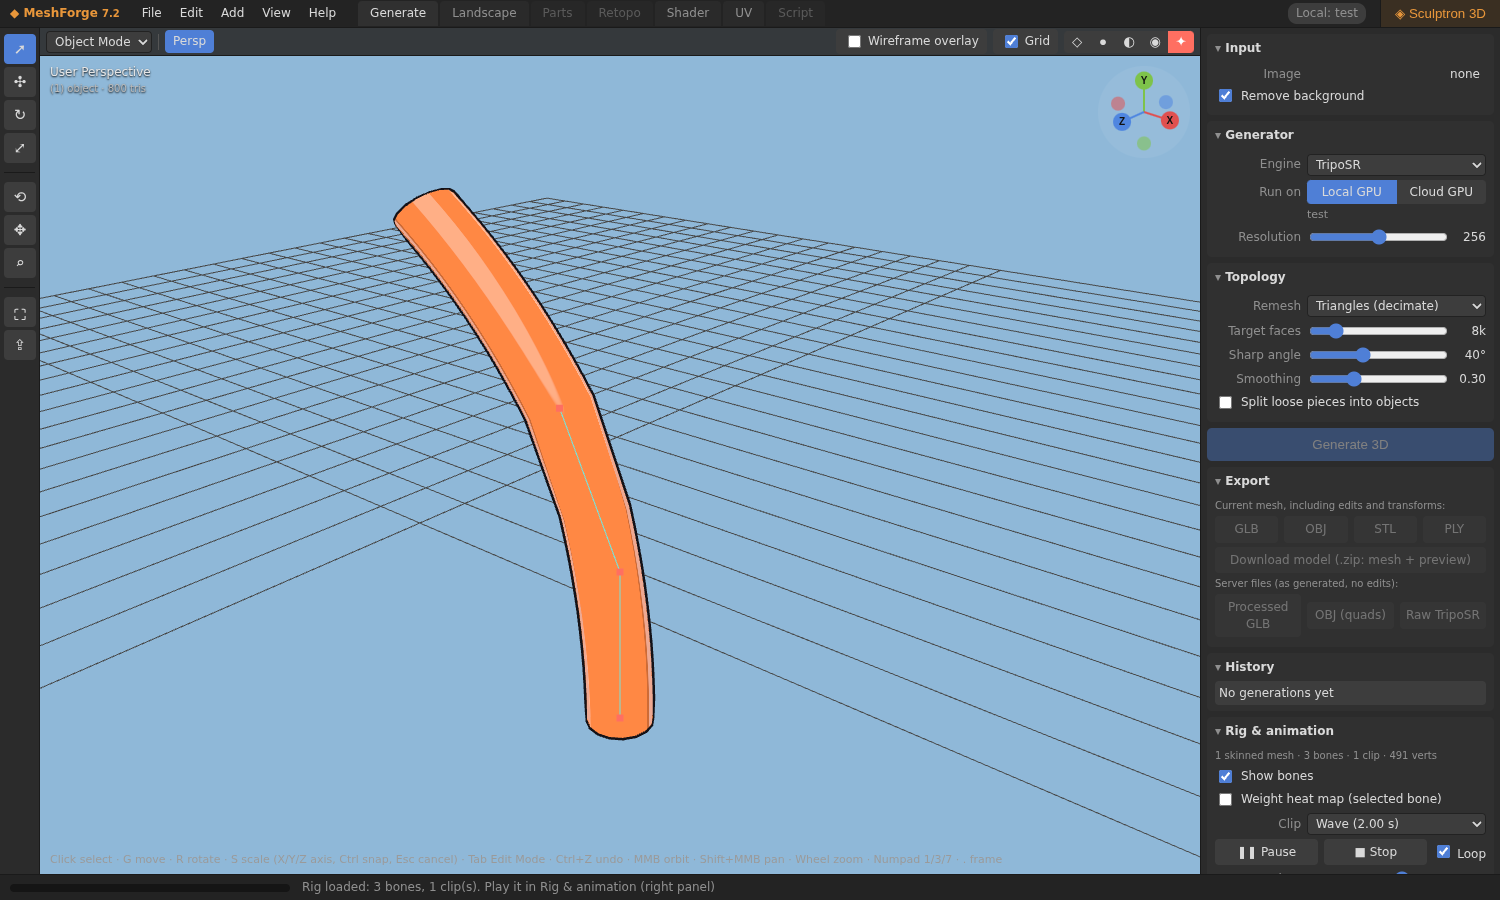 ◆ MeshForge 7.2 File Edit Add View Help Generate Landscape Parts Retopo Shader UV Script Local: test ◈ Sculptron 3D
Object Mode Persp Wireframe overlay Grid
User Perspective
(1) object · 800 tris
Y
Z X
Click select · G move · R rotate · S scale (X/Y/Z axis, Ctrl snap, Esc cancel) · Tab Edit Mode · Ctrl+Z undo · MMB orbit · Shift+MMB pan · Wheel zoom · Numpad 1/3/7 · . frame
▾ Input
Image none
Remove background
▾ Generator
Engine TripoSR
Run on Local GPU Cloud GPU
test
Resolution 256
▾ Topology
Remesh Triangles (decimate)
Target faces 8k
Sharp angle 40°
Smoothing 0.30
Split loose pieces into objects
Generate 3D
▾ Export
Current mesh, including edits and transforms:
GLB OBJ STL PLY
Download model (.zip: mesh + preview)
Server files (as generated, no edits):
Processed GLB OBJ (quads) Raw TripoSR
▾ History
No generations yet
▾ Rig & animation
1 skinned mesh · 3 bones · 1 clip · 491 verts
Show bones
Weight heat map (selected bone)
Clip Wave (2.00 s)
❚❚ Pause ■ Stop Loop
Rig loaded: 3 bones, 1 clip(s). Play it in Rig & animation (right panel)